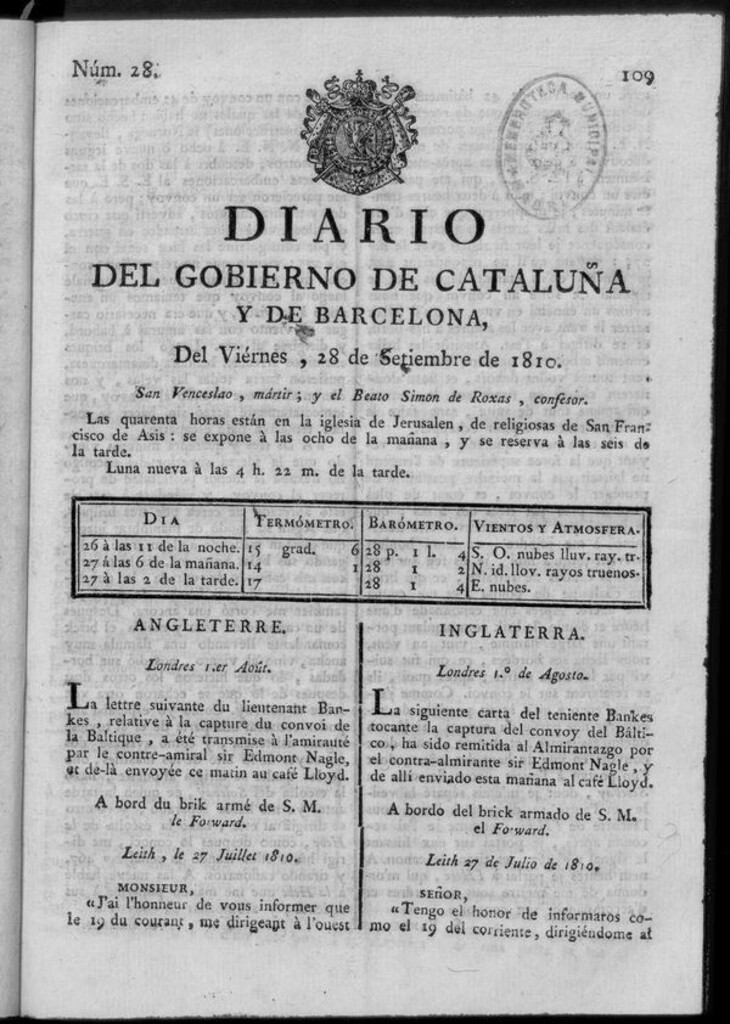 Núm. 28.
109
HEMEROTECA MUNICIPAL
DIARIO
DEL GOBIERNO DE CATALUÑA
Y DE BARCELONA,
Del Viérnes , 28 de Setiembre de 1810.
San Venceslao , mártir ; y el Beato Simon de Roxas , confesor.
Las quarenta horas están en la iglesia de Jerusalen , de religiosas de San Fran-
cisco de Asis : se expone à las ocho de la mañana , y se reserva à las seis de
la tarde.
Luna nueva à las 4 h. 22 m. de la tarde.
DIA TERMÓMETRO. BARÓMETRO. VIENTOS Y ATMOSFERA.
26 à las 11 de la noche. 15 grad. 6 28 p. 1 l. 4 S. O. nubes lluv. ray. tr.
27 à las 6 de la mañana. 14 1 28 1 2 N. id. llov. rayos truenos.
27 à las 2 de la tarde. 17 28 1 4 E. nubes.
ANGLETERRE.
Londres 1.er Août.
La lettre suivante du lieutenant Ban-
kes , relative à la capture du convoi de
la Baltique , a été transmise à l'amirauté
par le contre-amiral sir Edmont Nagle,
et de-là envoyée ce matin au café Lloyd.
A bord du brik armé de S. M.
le Forward.
Leith , le 27 Juillet 1810.
MONSIEUR,
“J'ai l'honneur de vous informer que
le 19 du courant , me dirigeant à l'ouest
INGLATERRA.
Londres 1.º de Agosto.
La siguiente carta del teniente Bankes
tocante la captura del convoy del Bálti-
co , ha sido remitida al Almirantazgo por
el contra-almirante sir Edmont Nagle , y
de allí enviado esta mañana al café Lloyd.
A bordo del brick armado de S. M.
el Forward.
Leith 27 de Julio de 1810.
SEÑOR,
“Tengo el honor de informaros co-
mo el 19 del corriente, dirigiéndome al